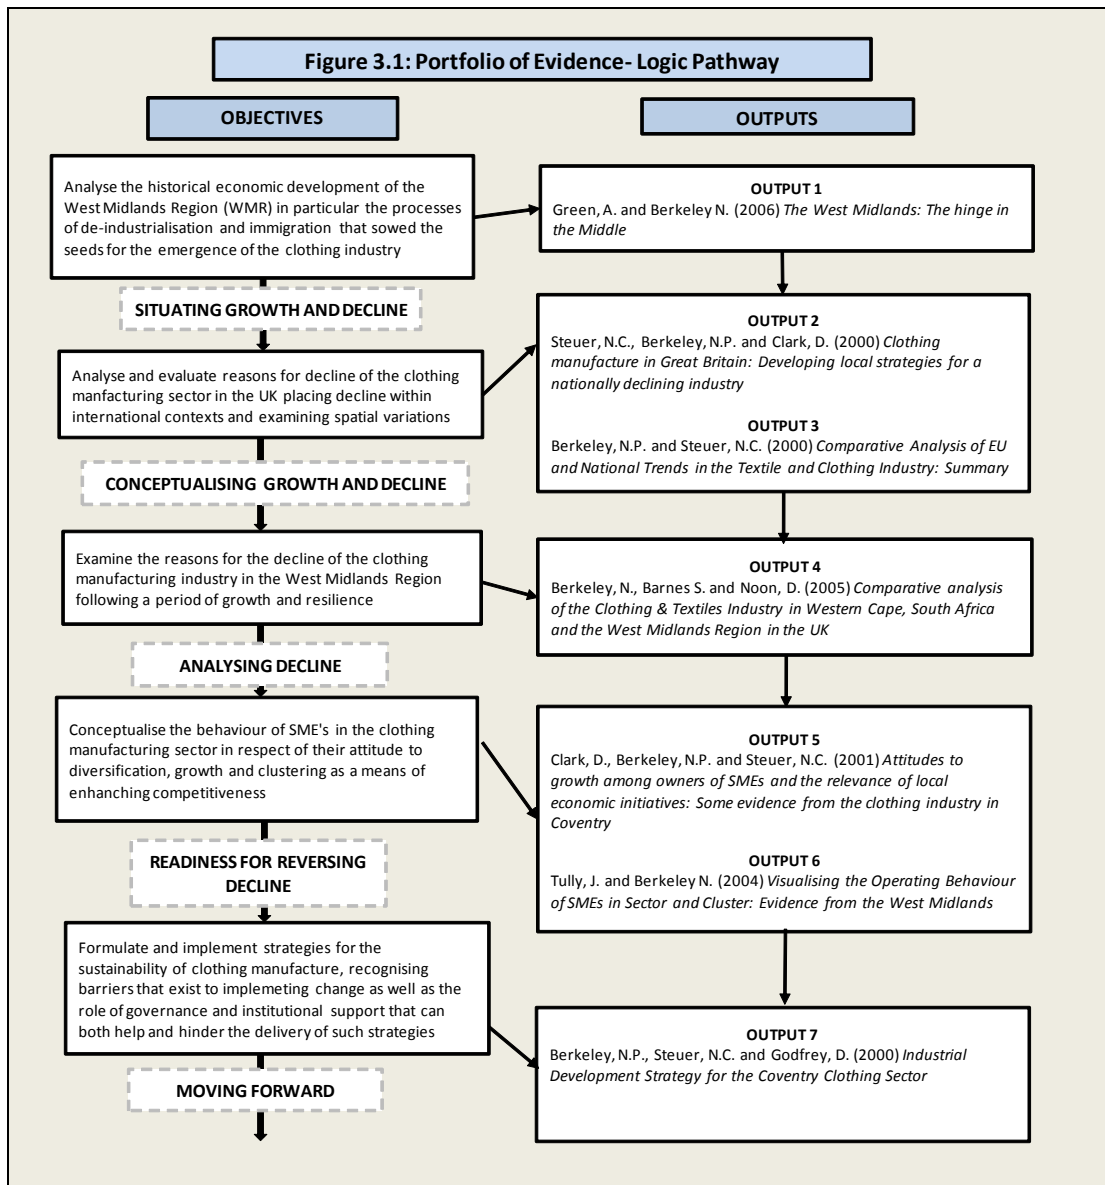 Figure 3.1: Portfolio of Evidence- Logic Pathway
OBJECTIVES
OUTPUTS
Analyse the historical economic development of the
West Midlands Region (WMR) in particular the processes
of de-industrialisation and immigration that sowed the
seeds for the emergence of the clothing industry
OUTPUT 1
Green, A. and Berkeley N. (2006) The West Midlands: The hinge in
the Middle
SITUATING GROWTH AND DECLINE
Analyse and evaluate reasons for decline of the clothing
manfacturing sector in the UK placing decline within
international contexts and examining spatial variations
OUTPUT 2
Steuer, N.C., Berkeley, N.P. and Clark, D. (2000) Clothing
manufacture in Great Britain: Developing local strategies for a
nationally declining industry
OUTPUT 3
Berkeley, N.P. and Steuer, N.C. (2000) Comparative Analysis of EU
and National Trends in the Textile and Clothing Industry: Summary
CONCEPTUALISING GROWTH AND DECLINE
Examine the reasons for the decline of the clothing
manufacturing industry in the West Midlands Region
following a period of growth and resilience
OUTPUT 4
Berkeley, N., Barnes S. and Noon, D. (2005) Comparative analysis
of the Clothing & Textiles Industry in Western Cape, South Africa
and the West Midlands Region in the UK
ANALYSING DECLINE
Conceptualise the behaviour of SME's in the clothing
manufacturing sector in respect of their attitude to
diversification, growth and clustering as a means of
enhanching competitiveness
OUTPUT 5
Clark, D., Berkeley, N.P. and Steuer, N.C. (2001) Attitudes to
growth among owners of SMEs and the relevance of local
economic initiatives: Some evidence from the clothing industry in
Coventry
OUTPUT 6
Tully, J. and Berkeley N. (2004) Visualising the Operating Behaviour
of SMEs in Sector and Cluster: Evidence from the West Midlands
READINESS FOR REVERSING
DECLINE
Formulate and implement strategies for the
sustainability of clothing manufacture, recognising
barriers that exist to implemeting change as well as the
role of governance and institutional support that can
both help and hinder the delivery of such strategies
OUTPUT 7
Berkeley, N.P., Steuer, N.C. and Godfrey, D. (2000) Industrial
Development Strategy for the Coventry Clothing Sector
MOVING FORWARD